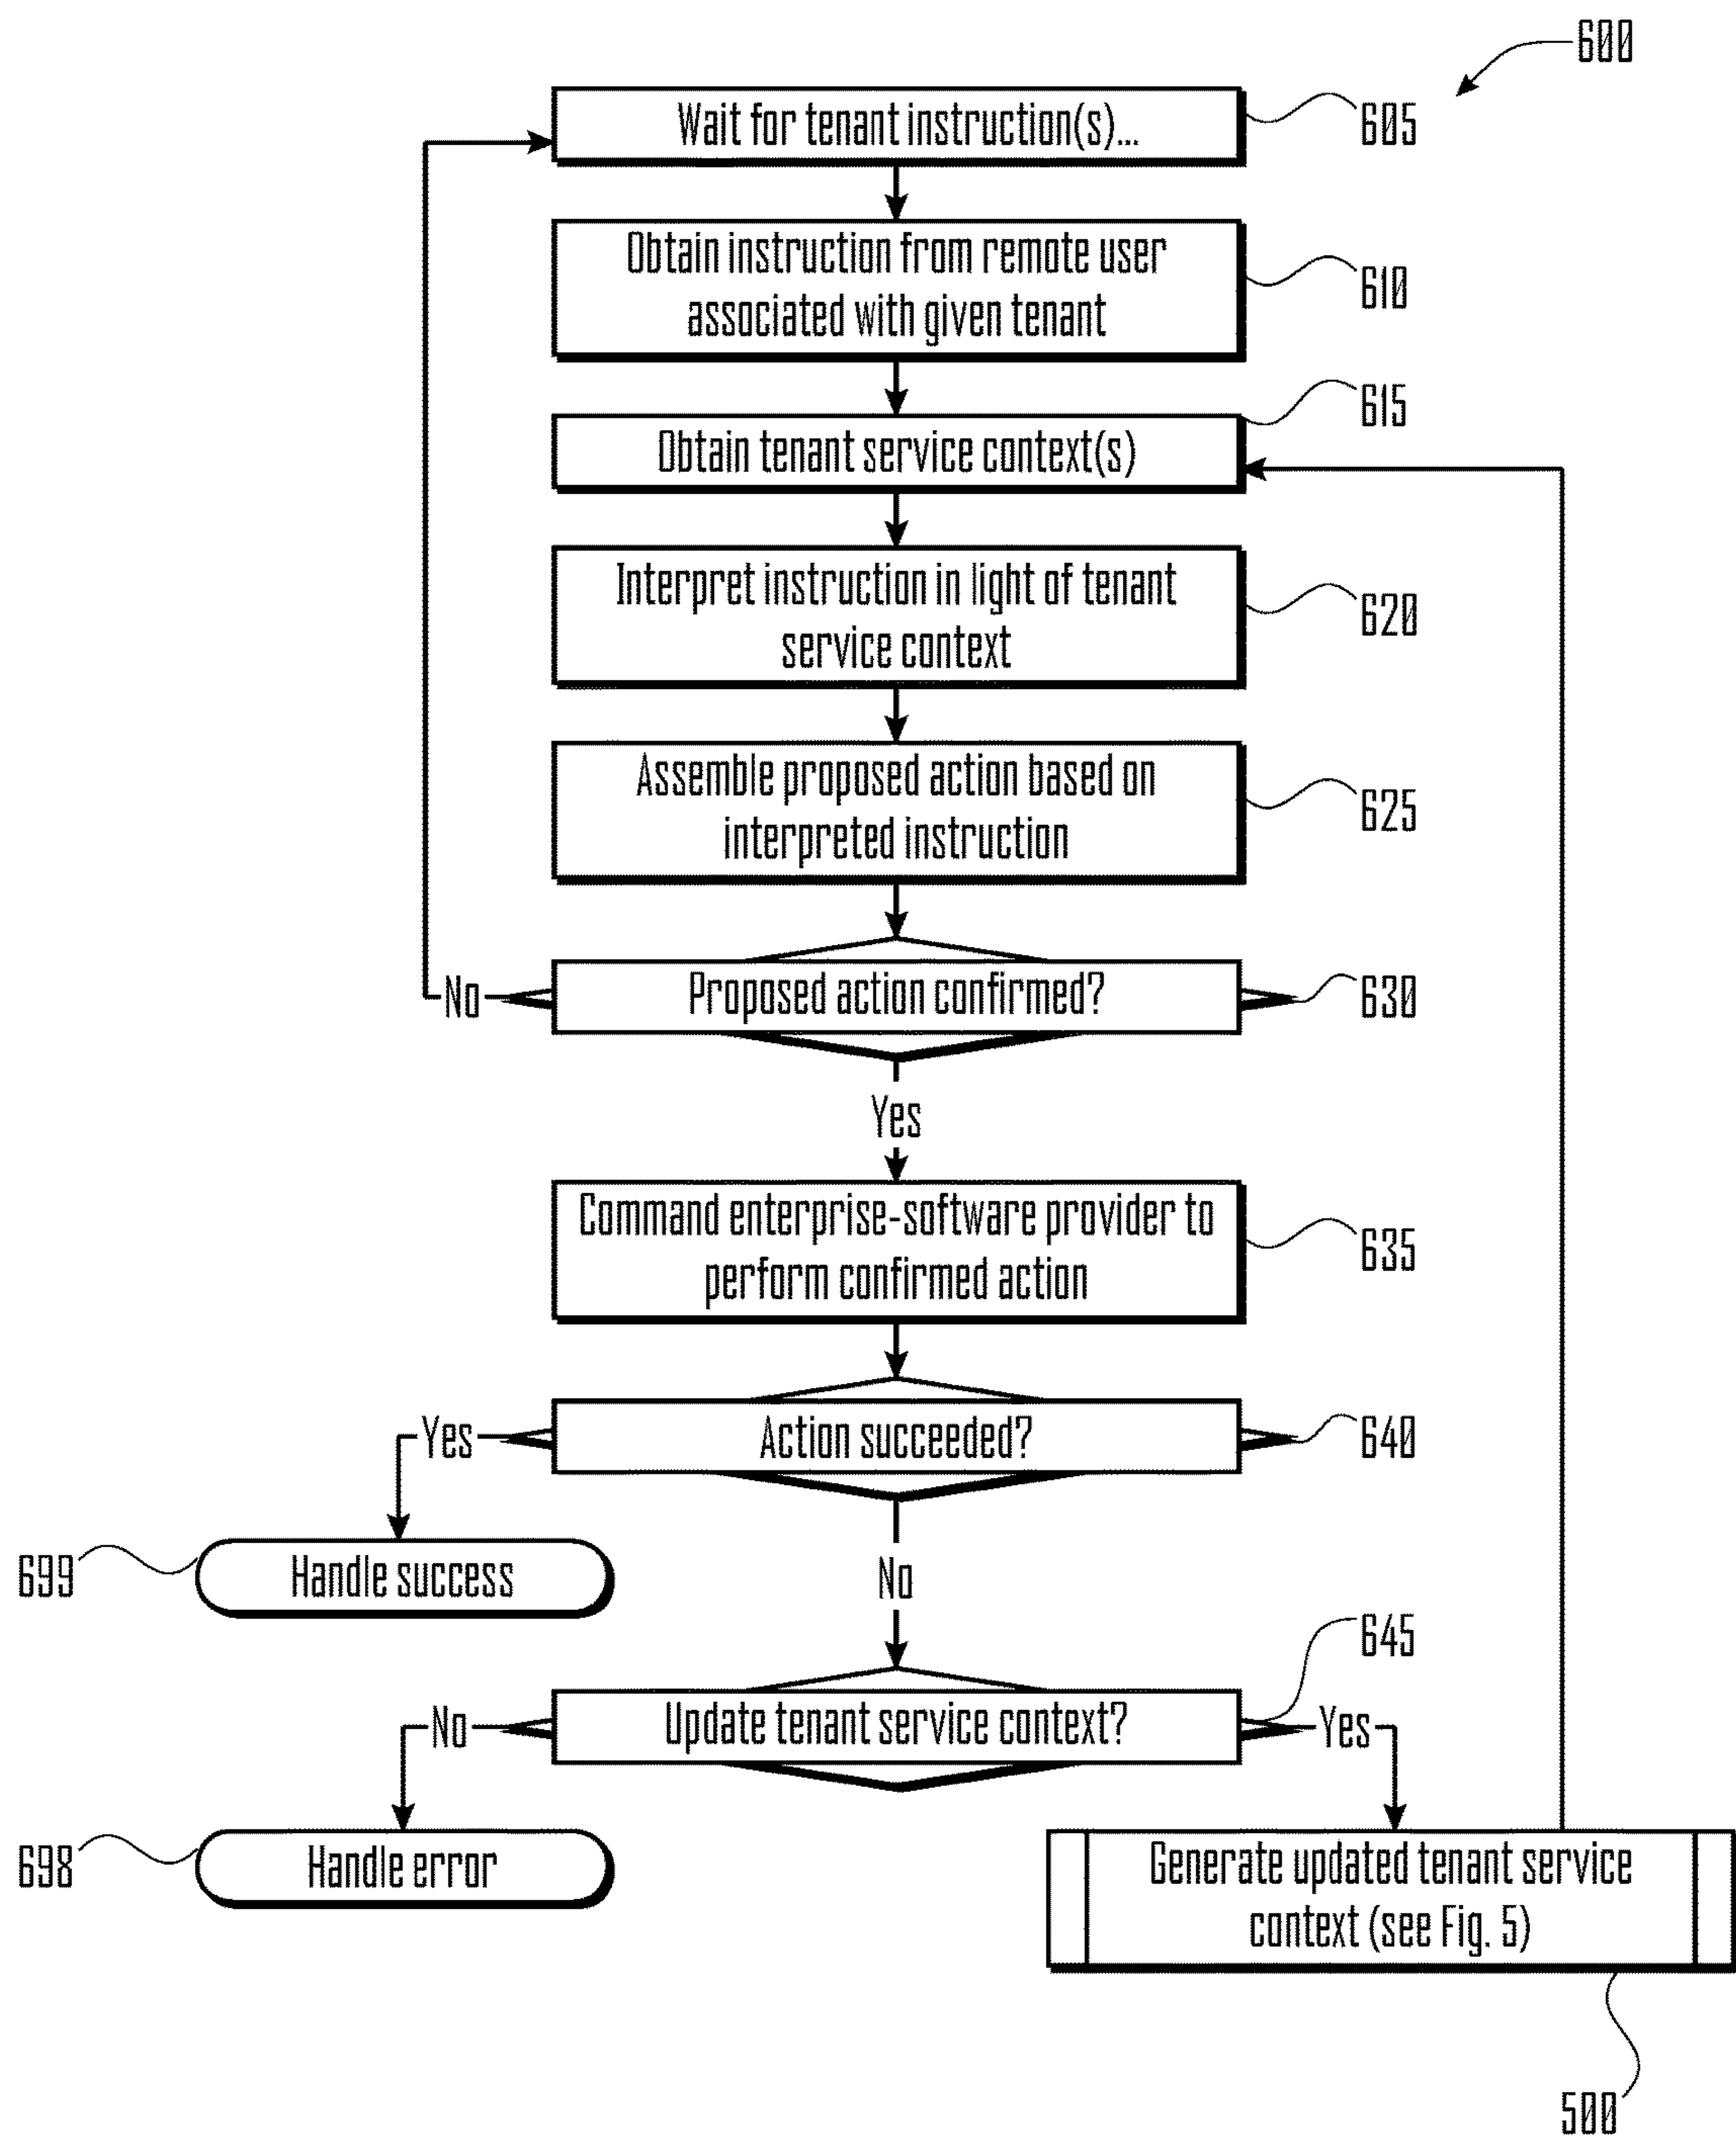 600
Wait for tenant instruction(s)...
605
Obtain instruction from remote user
associated with given tenant
610
615
Obtain tenant service context(s)
Interpret instruction in light of tenant
service context
620
Assemble proposed action based on
interpreted instruction
625
No
Proposed action confirmed?
630
Yes
Command enterprise-software provider to
perform confirmed action
635
Yes
Action succeeded?
640
699
Handle success
No
645
No
Update tenant service context?
Yes
698
Handle error
Generate updated tenant service
context (see Fig. 5)
500